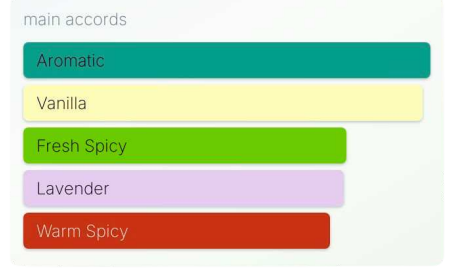 main accords
Aromatic
Vanilla
Fresh Spicy
Lavender
Warm Spicy